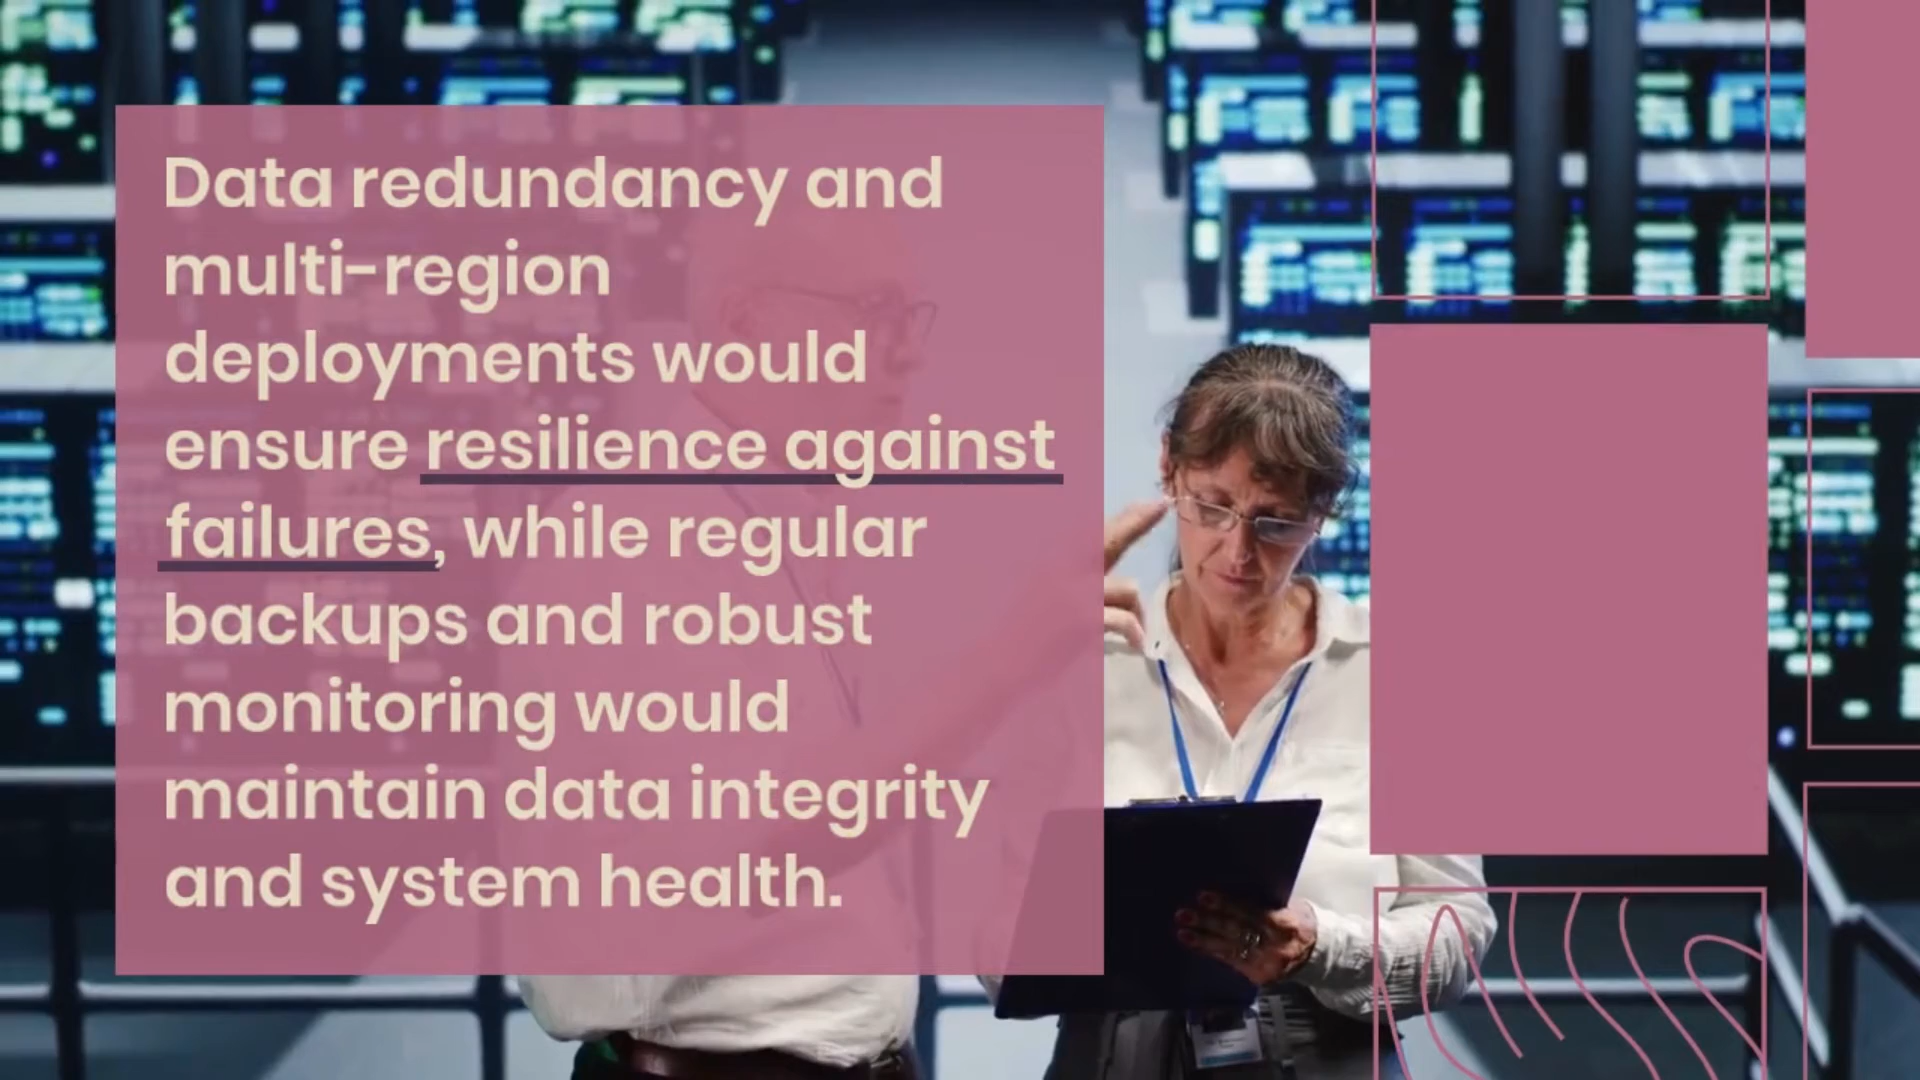 Data redundancy and
multi-region
deployments would
ensure resilience against
failures, while regular
backups and robust
monitoring would
maintain data integrity
and system health.